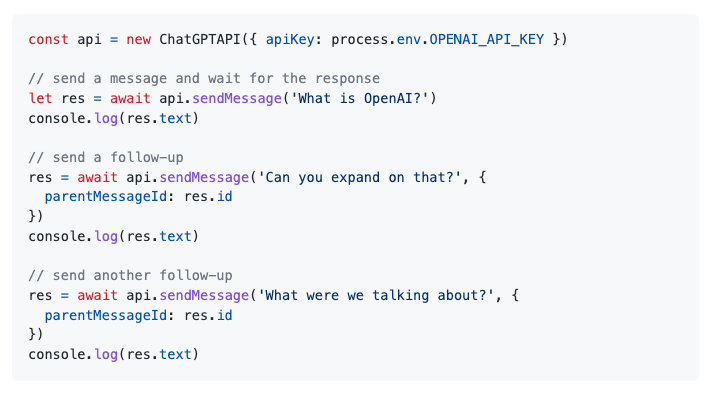 const api = new ChatGPTAPI({ apiKey: process.env.OPENAI_API_KEY })
// send a message and wait for the response
let res = await api.sendMessage('What is OpenAI?')
console.log(res.text)
// send a follow-up
res = await api.sendMessage('Can you expand on that?', {
  parentMessageId: res.id
})
console.log(res.text)
// send another follow-up
res = await api.sendMessage('What were we talking about?', {
  parentMessageId: res.id
})
console.log(res.text)